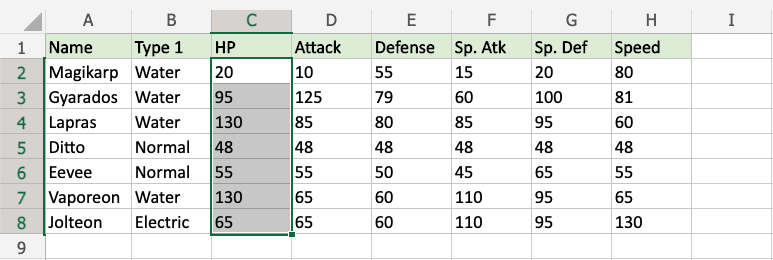 A B C D E F G H I
1 Name Type 1 HP Attack Defense Sp. Atk Sp. Def Speed
2 Magikarp Water 20 10 55 15 20 80
3 Gyarados Water 95 125 79 60 100 81
4 Lapras Water 130 85 80 85 95 60
5 Ditto Normal 48 48 48 48 48 48
6 Eevee Normal 55 55 50 45 65 55
7 Vaporeon Water 130 65 60 110 95 65
8 Jolteon Electric 65 65 60 110 95 130
9